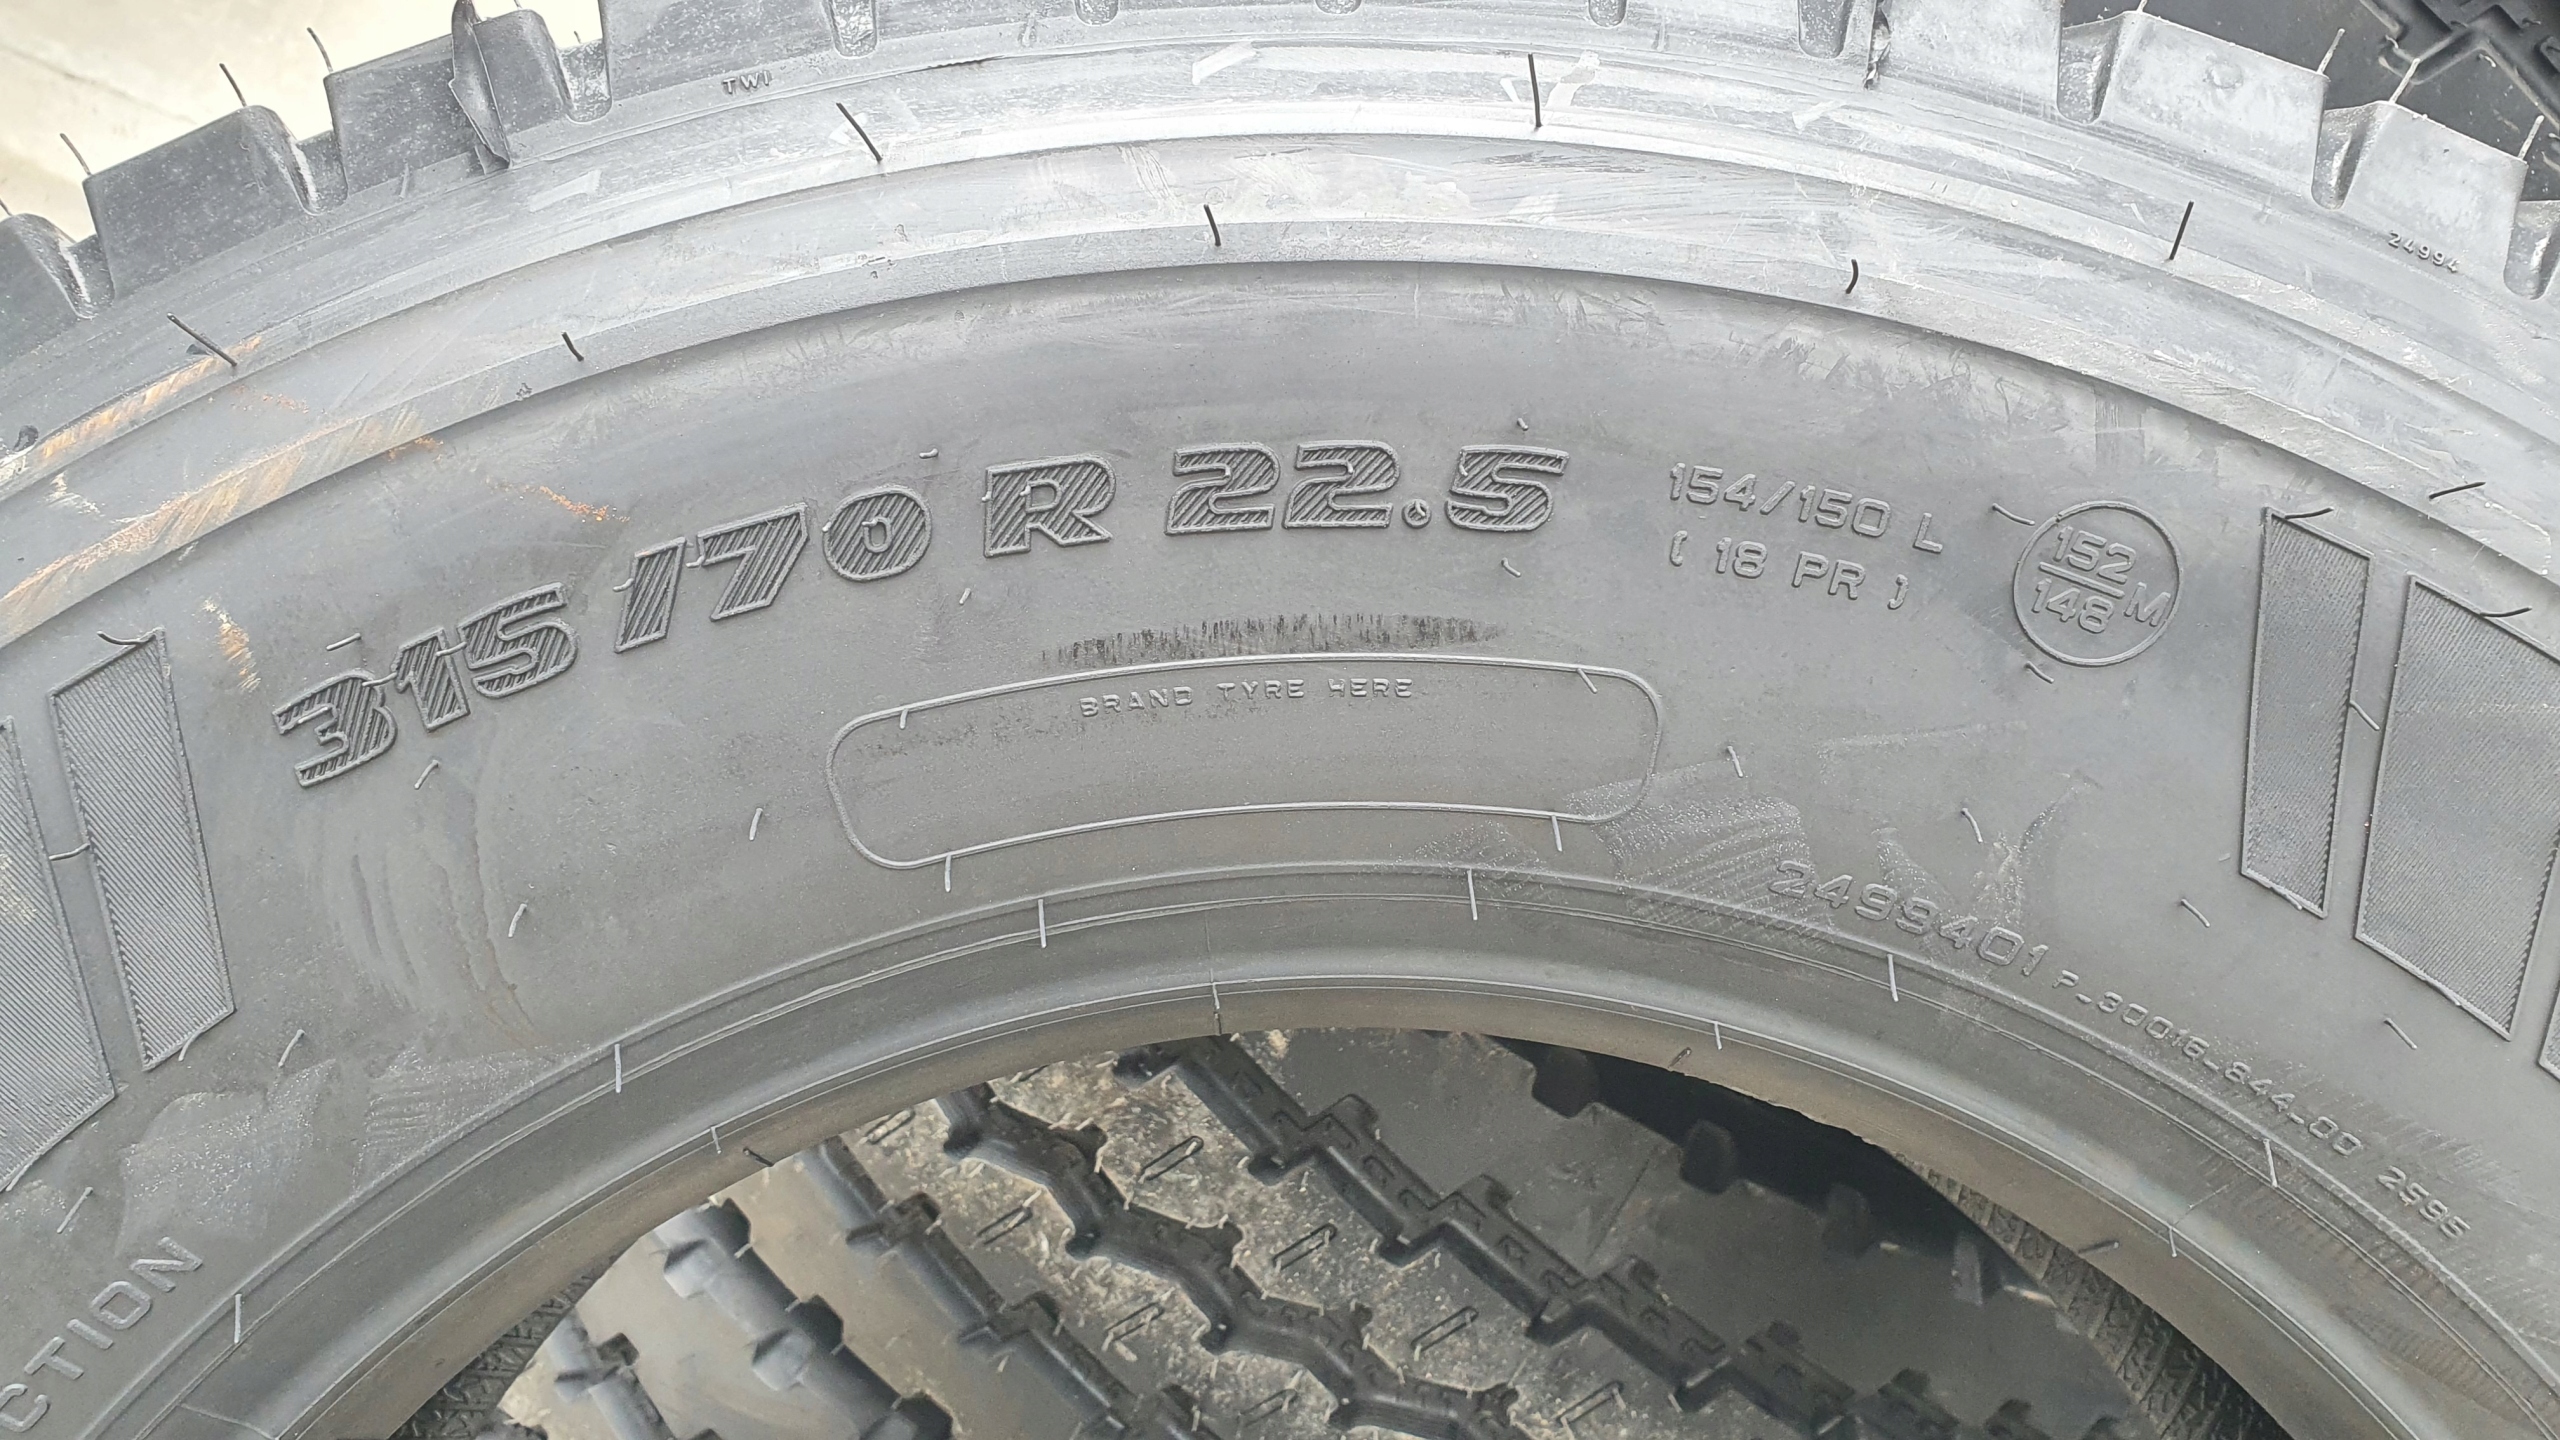 TWI
24994
315/70 R 22.5
154/150 L
( 18 PR )
152
148 M
BRAND TYRE HERE
2499401 P-30016-844-00 2595
CTION